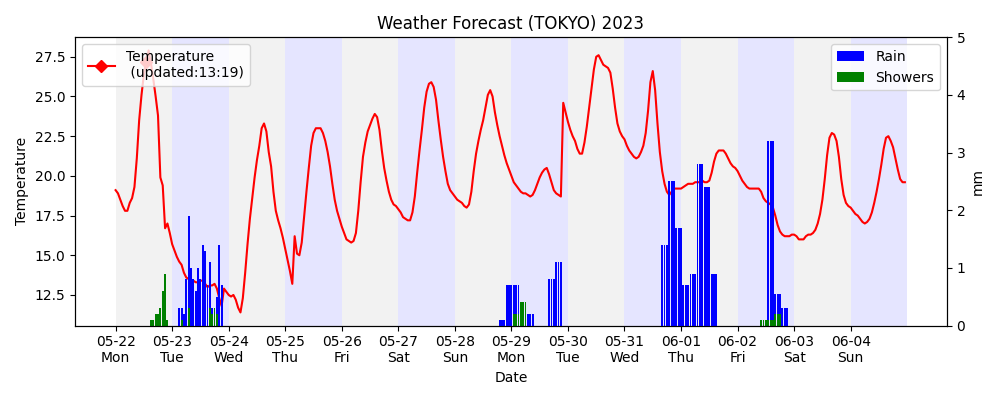 Weather Forecast (TOKYO) 2023
Temperature
(updated:13:19)
Rain
Showers
27.5
25.0
22.5
20.0
17.5
15.0
12.5
Temperature
5
4
3
2
1
0
mm
05-22 05-23 05-24 05-25 05-26 05-27 05-28 05-29 05-30 05-31 06-01 06-02 06-03 06-04
Mon Tue Wed Thu Fri Sat Sun Mon Tue Wed Thu Fri Sat Sun
Date